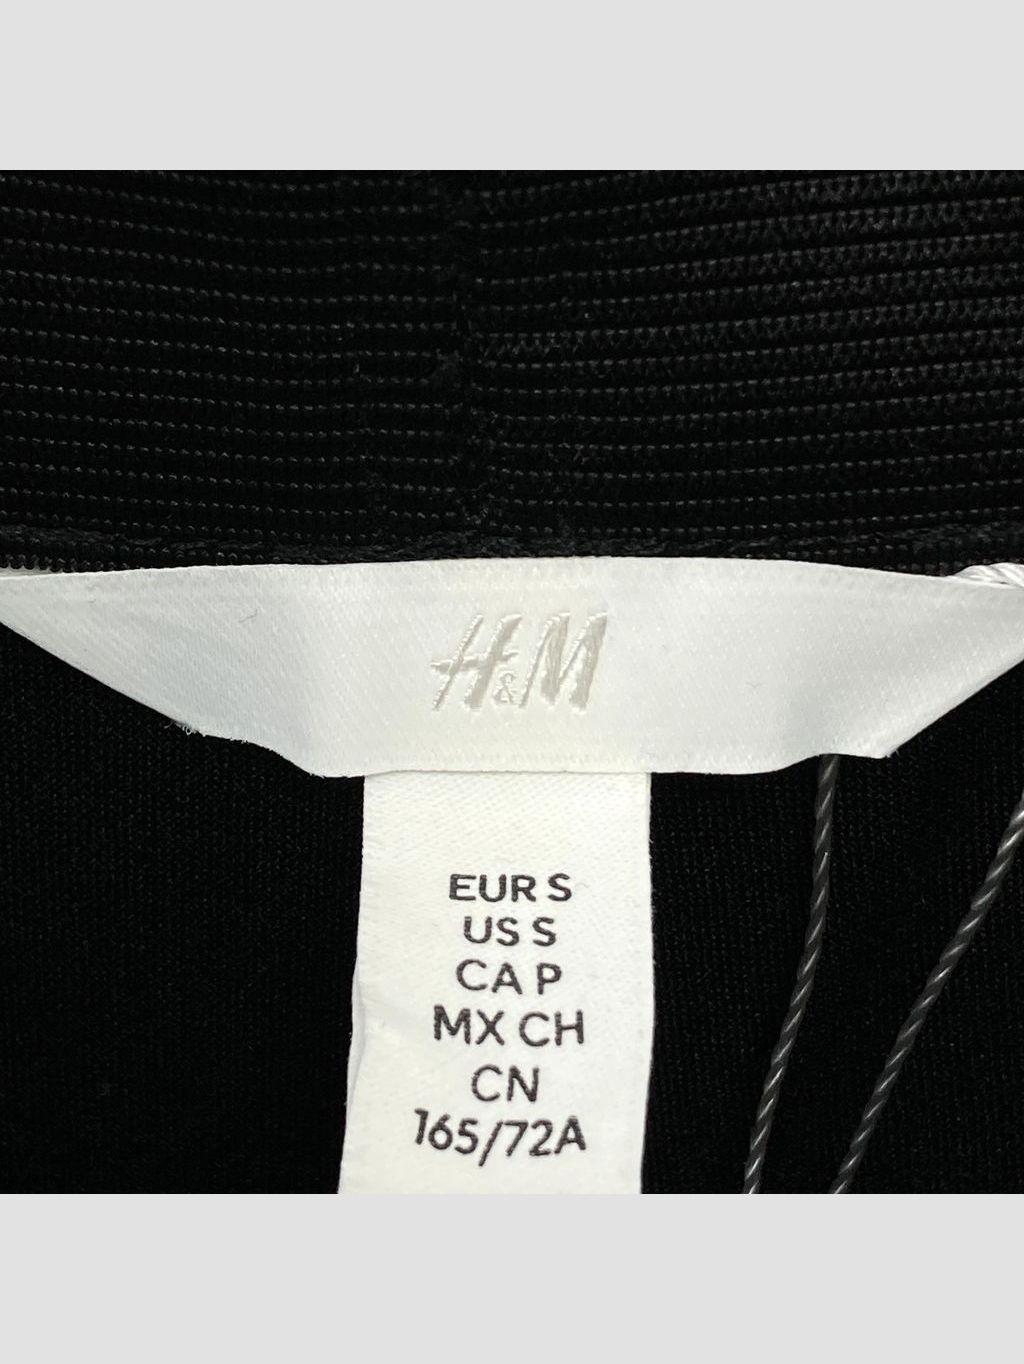 H&M
EUR S
US S
CA P
MX CH
CN
165/72A